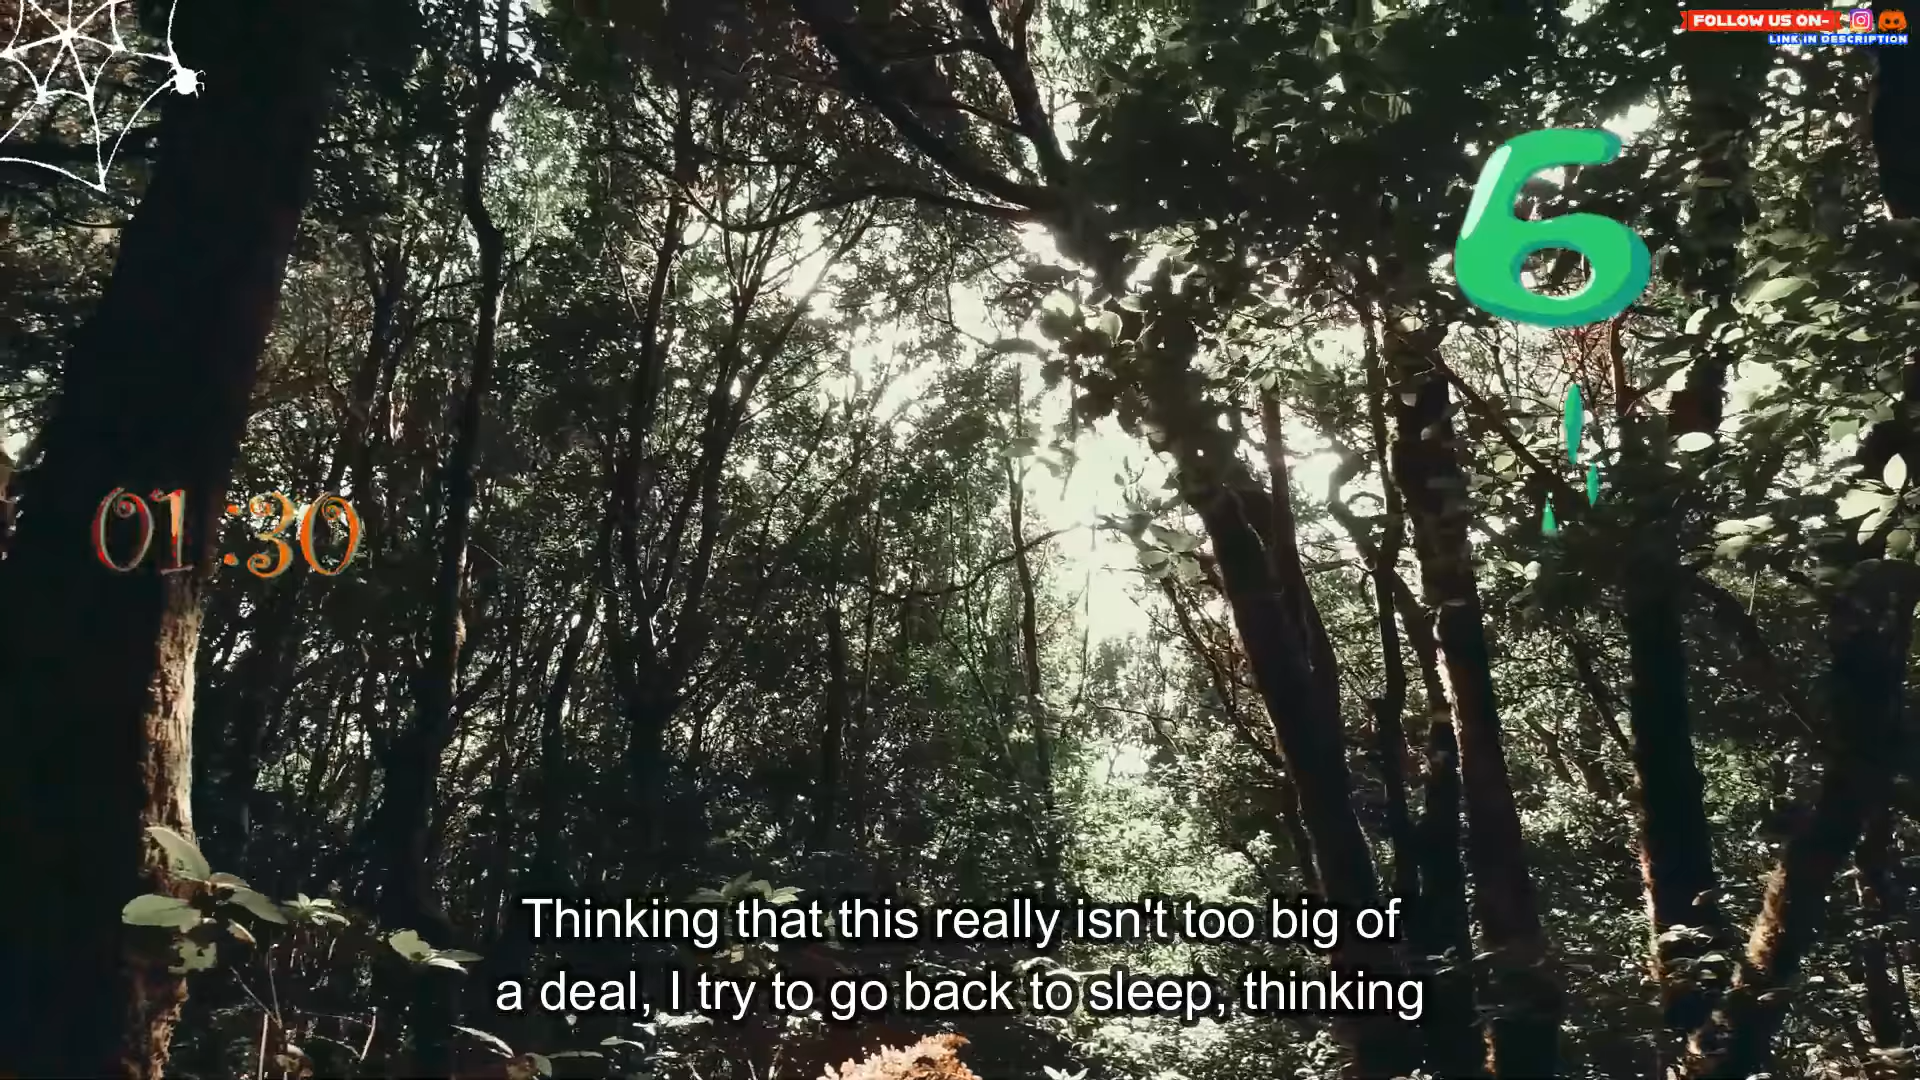 FOLLOW US ON-
LINK IN DESCRIPTION
6
01:30
Thinking that this really isn't too big of
a deal, I try to go back to sleep, thinking